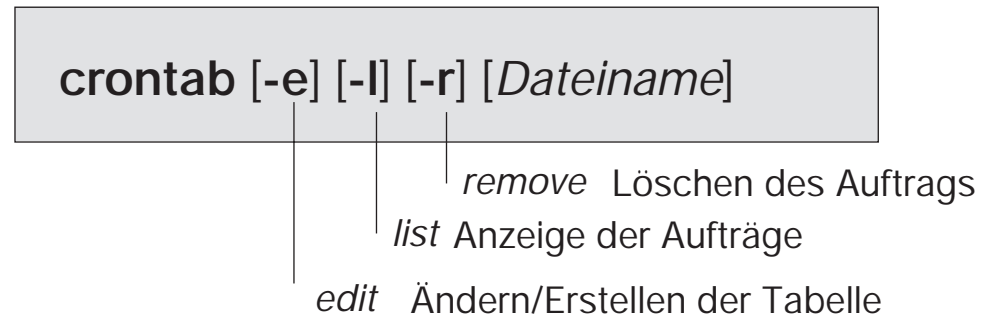 crontab [-e] [-l] [-r] [Dateiname]
remove Löschen des Auftrags
list Anzeige der Aufträge
edit Ändern/Erstellen der Tabelle